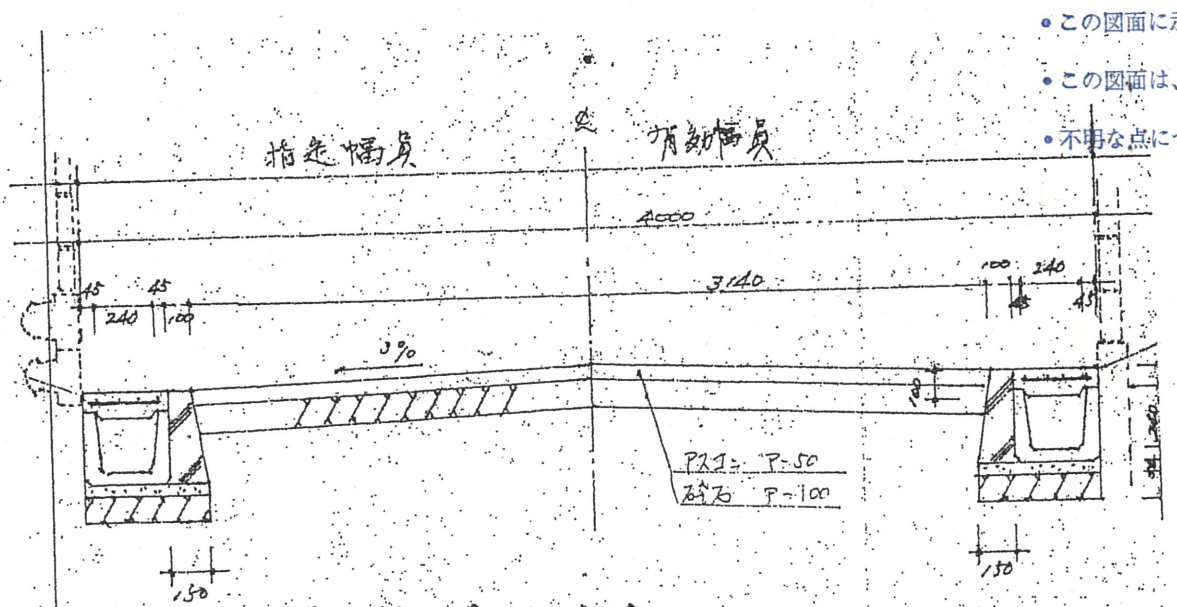 • この図面に
• この図面は、
• 不明な点に
指定幅員
有効幅員
4000
3140
45 240 45 100
100 45 240 45
3%
アスコン P-50
砕石 P-100
150
150